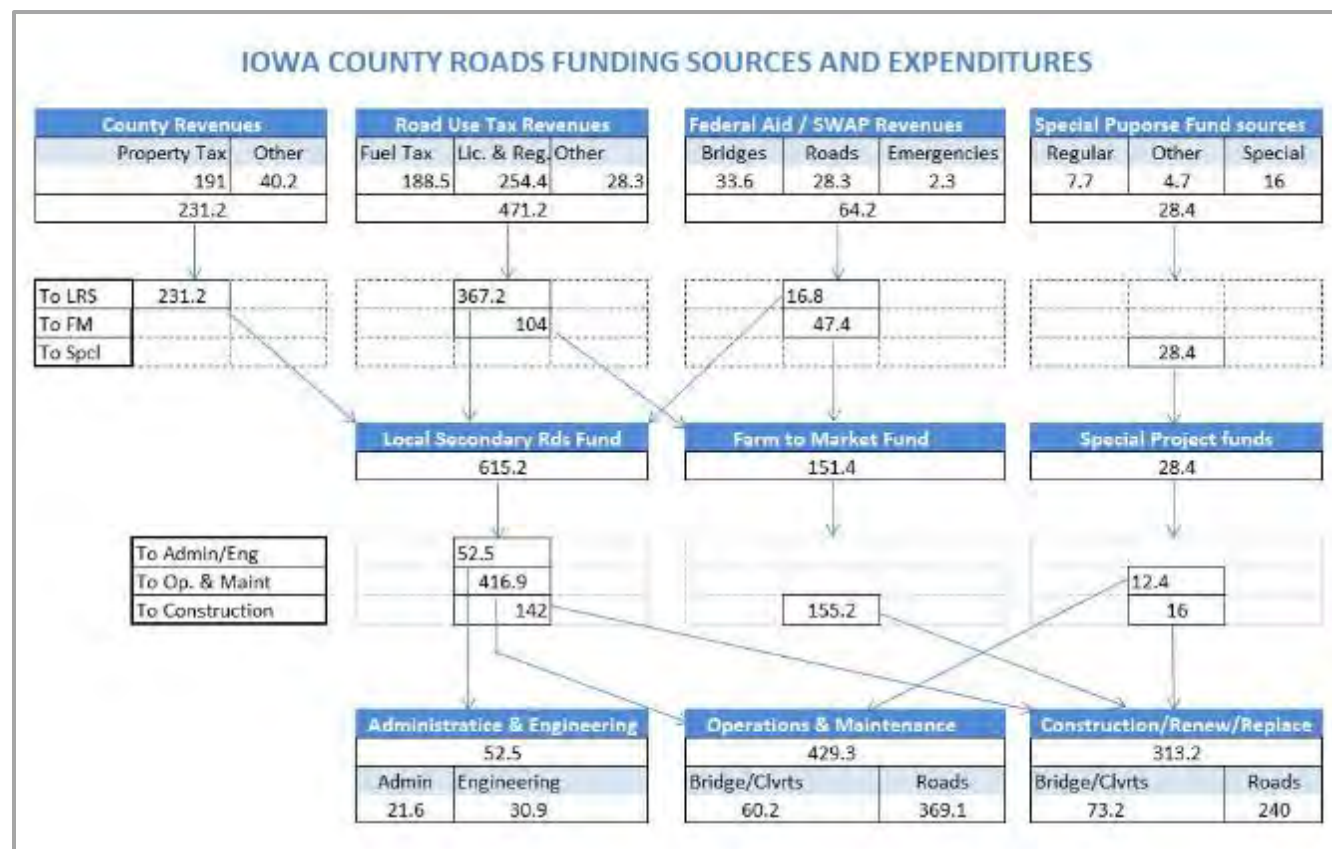 IOWA COUNTY ROADS FUNDING SOURCES AND EXPENDITURES
County Revenues Road Use Tax Revenues Federal Aid / SWAP Revenues Special Puporse Fund sources
Property Tax Other Fuel Tax Lic. & Reg. Other Bridges Roads Emergencies Regular Other Special
191 40.2 188.5 254.4 28.3 33.6 28.3 2.3 7.7 4.7 16
231.2 471.2 64.2 28.4
To LRS 231.2 367.2 16.8
To FM 104 47.4
To Spcl 28.4
Local Secondary Rds Fund Farm to Market Fund Special Project funds
615.2 151.4 28.4
To Admin/Eng 52.5
To Op. & Maint 416.9 12.4
To Construction 142 155.2 16
Administratice & Engineering Operations & Maintenance Construction/Renew/Replace
52.5 429.3 313.2
Admin Engineering Bridge/Clvrts Roads Bridge/Clvrts Roads
21.6 30.9 60.2 369.1 73.2 240